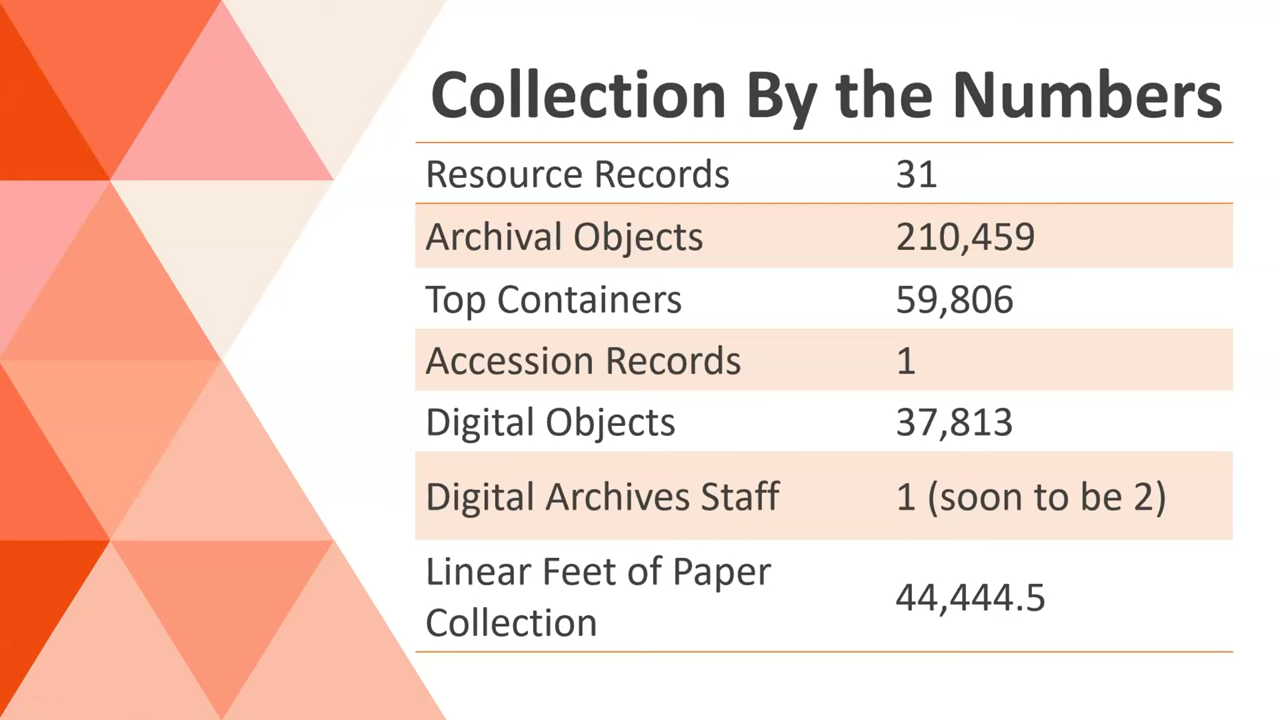 Collection By the Numbers
Resource Records 31
Archival Objects 210,459
Top Containers 59,806
Accession Records 1
Digital Objects 37,813
Digital Archives Staff 1 (soon to be 2)
Linear Feet of Paper
Collection 44,444.5